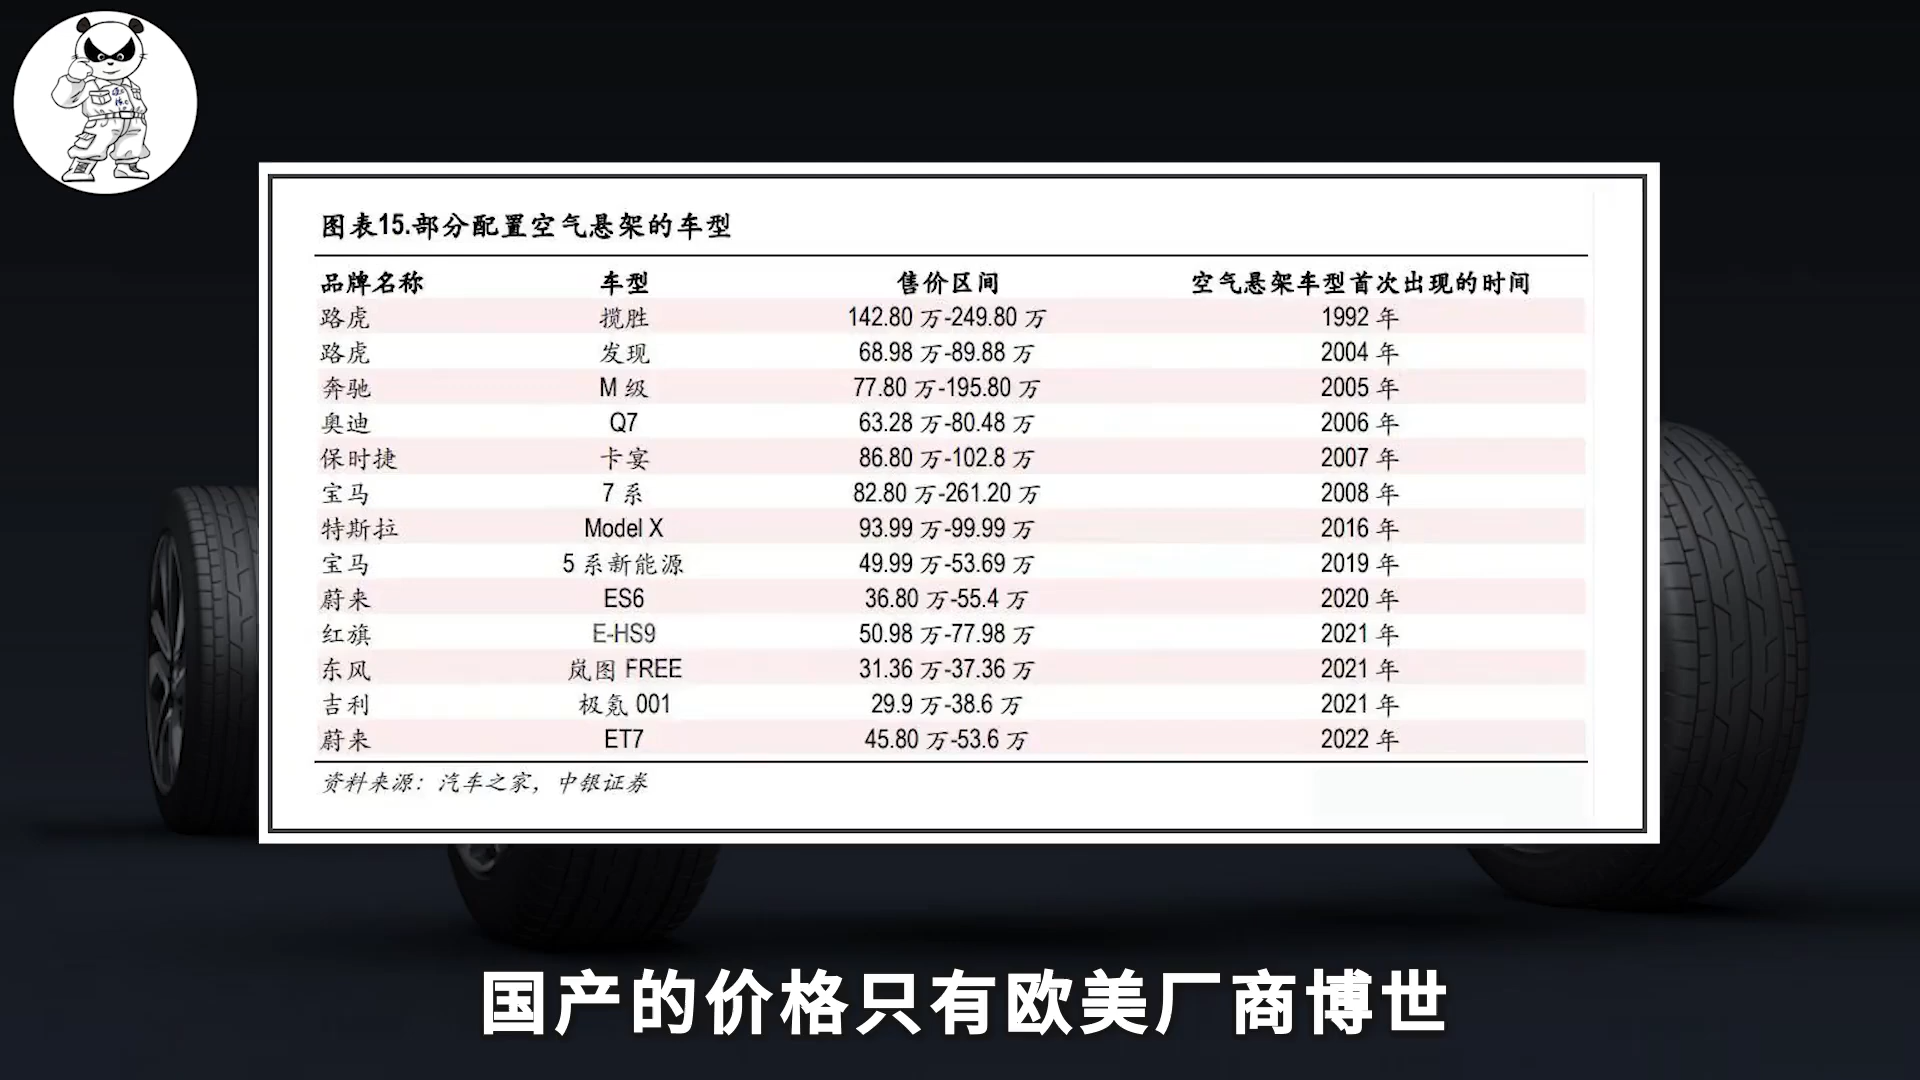 图表15.部分配置空气悬架的车型
品牌名称 车型 售价区间 空气悬架车型首次出现的时间
路虎 揽胜 142.80 万-249.80 万 1992 年
路虎 发现 68.98 万-89.88 万 2004 年
奔驰 M 级 77.80 万-195.80 万 2005 年
奥迪 Q7 63.28 万-80.48 万 2006 年
保时捷 卡宴 86.80 万-102.8 万 2007 年
宝马 7 系 82.80 万-261.20 万 2008 年
特斯拉 Model X 93.99 万-99.99 万 2016 年
宝马 5 系新能源 49.99 万-53.69 万 2019 年
蔚来 ES6 36.80 万-55.4 万 2020 年
红旗 E-HS9 50.98 万-77.98 万 2021 年
东风 岚图 FREE 31.36 万-37.36 万 2021 年
吉利 极氪 001 29.9 万-38.6 万 2021 年
蔚来 ET7 45.80 万-53.6 万 2022 年
资料来源：汽车之家，中银证券
国产的价格只有欧美厂商博世